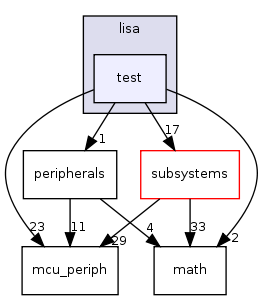 lisa
test
1
17
peripherals
subsystems
23
11
29
4
33
2
mcu_periph
math